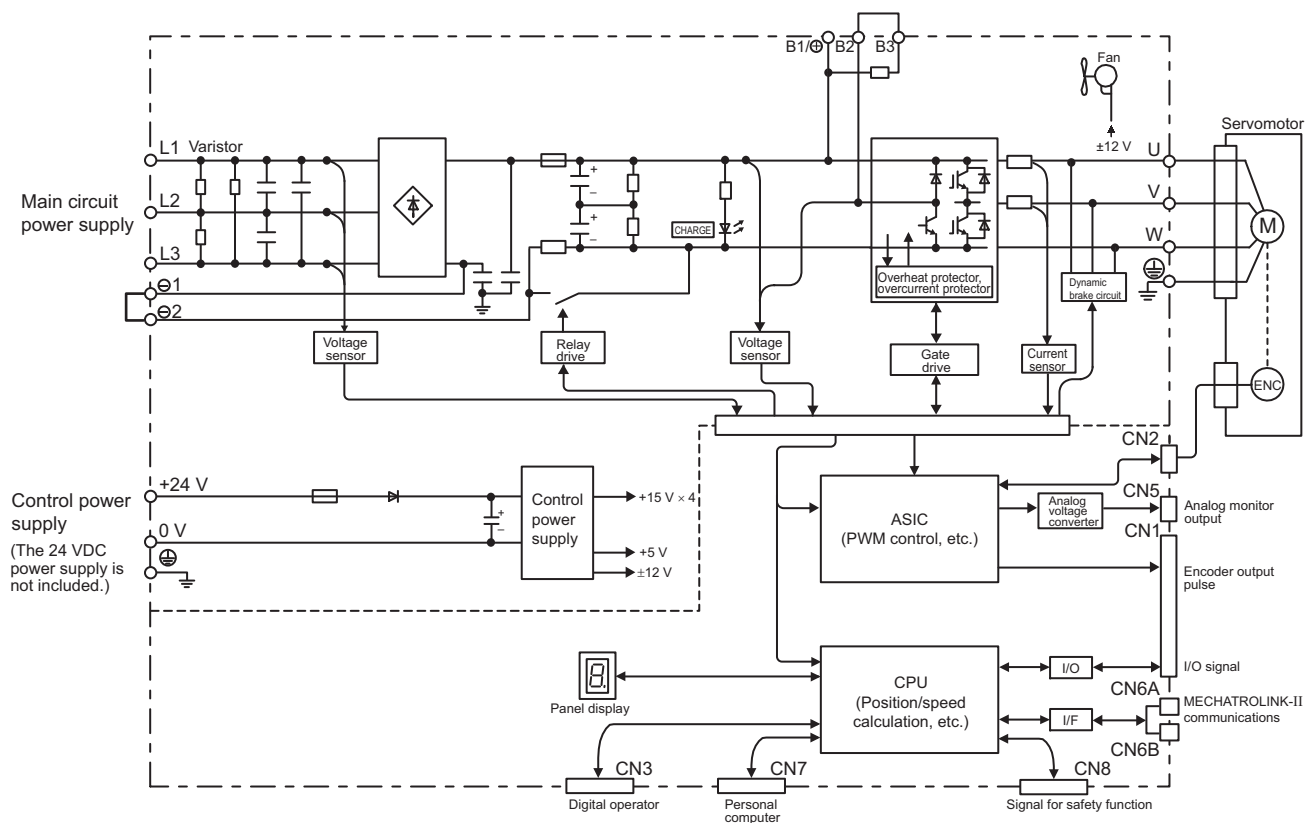 B1/⊕
B2
B3
Fan
±12 V
Servomotor
L1
Varistor
U
Main circuit
power supply
L2
V
L3
CHARGE
W
M
⊖1
⊖2
Overheat protector,
overcurrent protector
Dynamic
brake circuit
Voltage
sensor
Relay
drive
Voltage
sensor
Gate
drive
Current
sensor
ENC
CN2
Control power
supply
(The 24 VDC
power supply is
not included.)
+24 V
0 V
+
–
+
–
+
–
Control
power
supply
+15 V × 4
+5 V
±12 V
ASIC
(PWM control, etc.)
Analog
voltage
converter
CN5
Analog monitor
output
CN1
Encoder output
pulse
I/O
I/O signal
8.
Panel display
CPU
(Position/speed
calculation, etc.)
CN6A
I/F
MECHATROLINK-II
communications
CN6B
CN3
CN7
CN8
Digital operator
Personal
computer
Signal for safety function